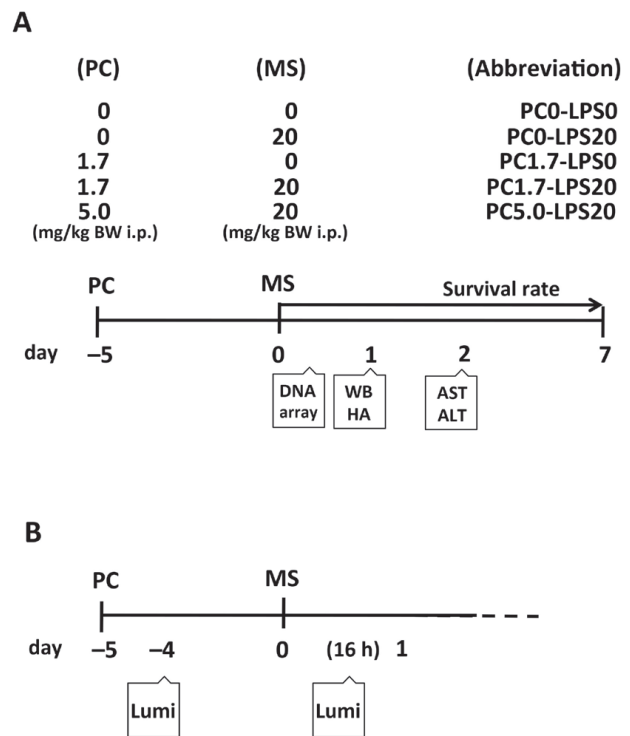 A
(PC) (MS) (Abbreviation)
0 0 PC0-LPS0
0 20 PC0-LPS20
1.7 0 PC1.7-LPS0
1.7 20 PC1.7-LPS20
5.0 20 PC5.0-LPS20
(mg/kg BW i.p.) (mg/kg BW i.p.)
PC MS Survival rate
day –5 0 1 2 7
DNA WB AST
array HA ALT
B
PC MS
day –5 –4 0 (16 h) 1
Lumi Lumi